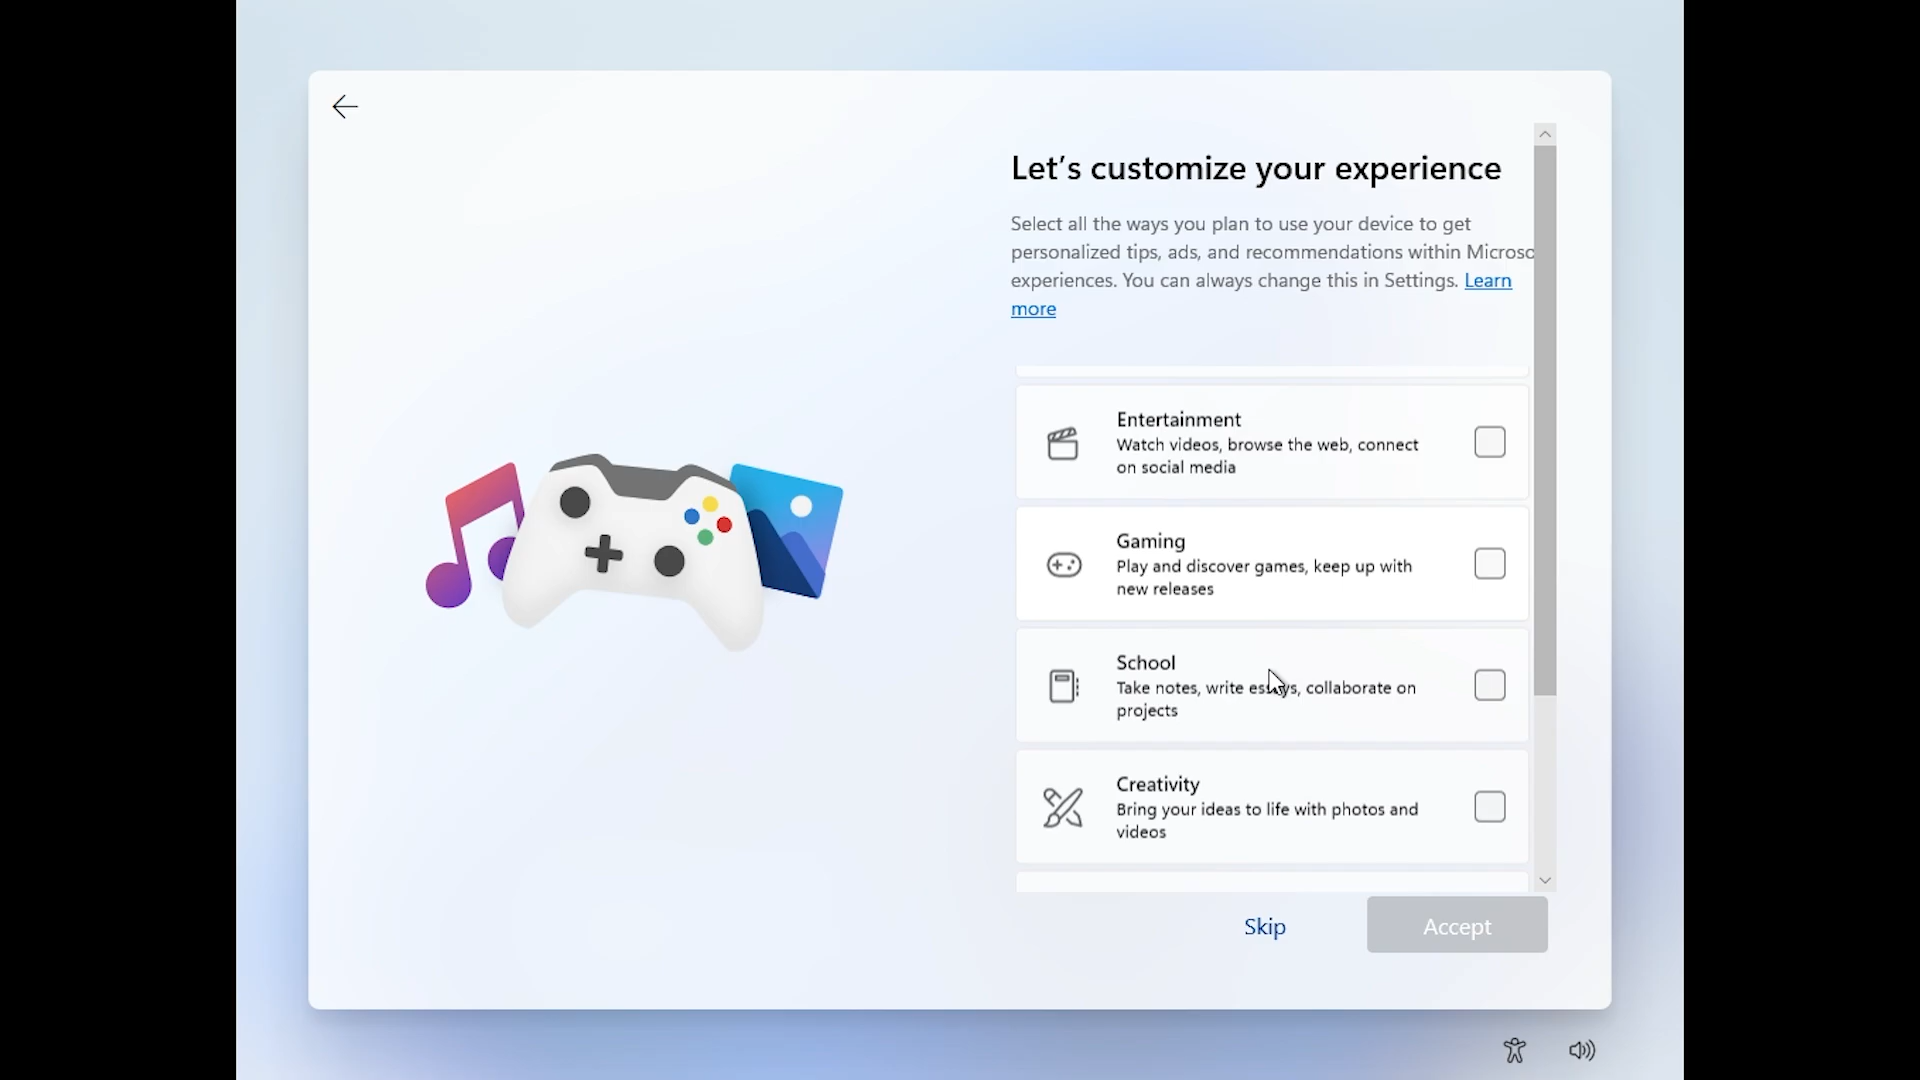 Let's customize your experience
Select all the ways you plan to use your device to get
personalized tips, ads, and recommendations within Microso
experiences. You can always change this in Settings. Learn
more
Entertainment
Watch videos, browse the web, connect
on social media
Gaming
Play and discover games, keep up with
new releases
School
Take notes, write essays, collaborate on
projects
Creativity
Bring your ideas to life with photos and
videos
Skip
Accept